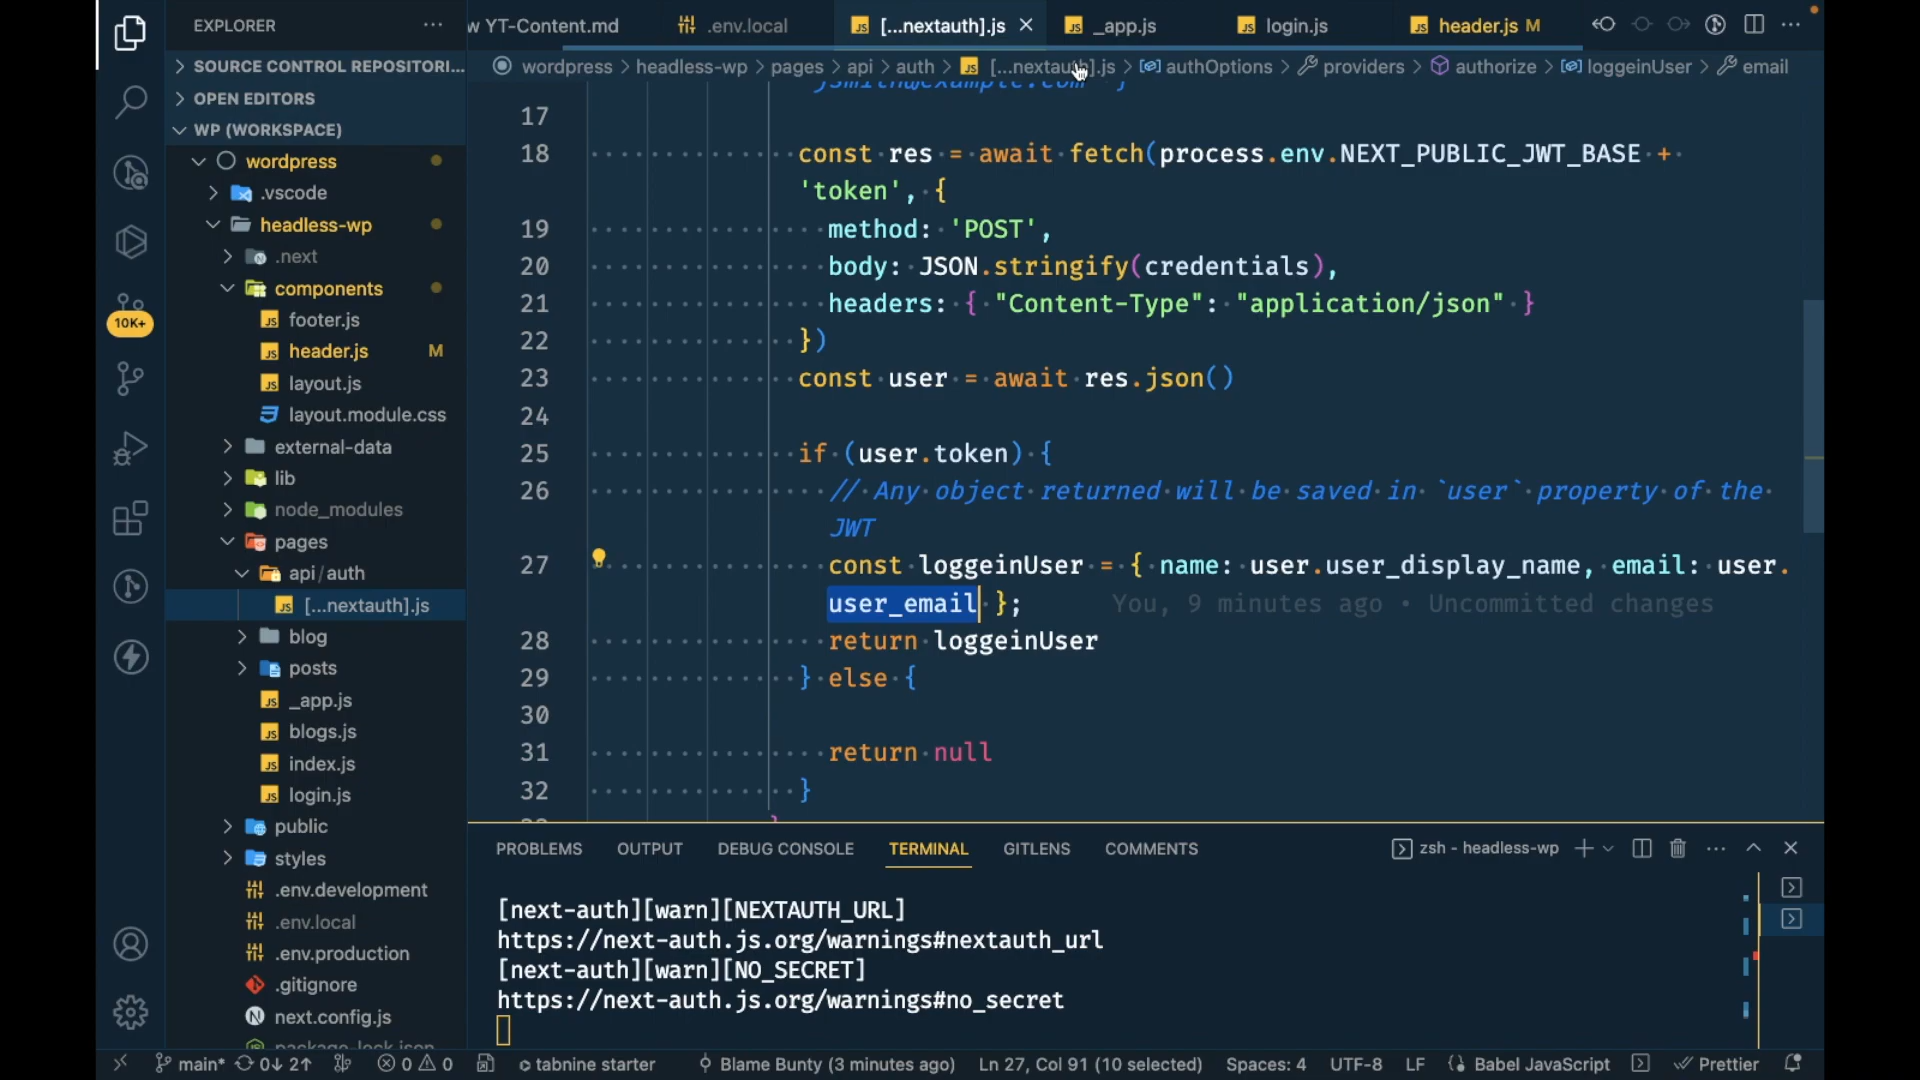 EXPLORER
SOURCE CONTROL REPOSITORI...
OPEN EDITORS
WP (WORKSPACE)
wordpress
.vscode
headless-wp
.next
components
footer.js
header.js M
layout.js
layout.module.css
external-data
lib
node_modules
pages
api/auth
[...nextauth].js
blog
posts
_app.js
blogs.js
index.js
login.js
public
styles
.env.development
.env.local
.env.production
.gitignore
next.config.js
package-lock.json
10K+
w YT-Content.md
.env.local
[...nextauth].js
_app.js
login.js
header.js M
wordpress > headless-wp > pages > api > auth > [...nextauth].js > authOptions > providers > authorize > loggeinUser > email
jsmith@example.com" }
17
18 const res = await fetch(process.env.NEXT_PUBLIC_JWT_BASE +
'token', {
19 method: 'POST',
20 body: JSON.stringify(credentials),
21 headers: { "Content-Type": "application/json" }
22 })
23 const user = await res.json()
24
25 if (user.token) {
26 // Any object returned will be saved in `user` property of the
JWT
27 const loggeinUser = { name: user.user_display_name, email: user.
user_email }; You, 9 minutes ago • Uncommitted changes
28 return loggeinUser
29 } else {
30
31 return null
32 }
PROBLEMS OUTPUT DEBUG CONSOLE TERMINAL GITLENS COMMENTS
zsh - headless-wp
[next-auth][warn][NEXTAUTH_URL]
https://next-auth.js.org/warnings#nextauth_url
[next-auth][warn][NO_SECRET]
https://next-auth.js.org/warnings#no_secret
main* 0↓ 2↑ 0 0 tabnine starter Blame Bunty (3 minutes ago) Ln 27, Col 91 (10 selected) Spaces: 4 UTF-8 LF Babel JavaScript Prettier